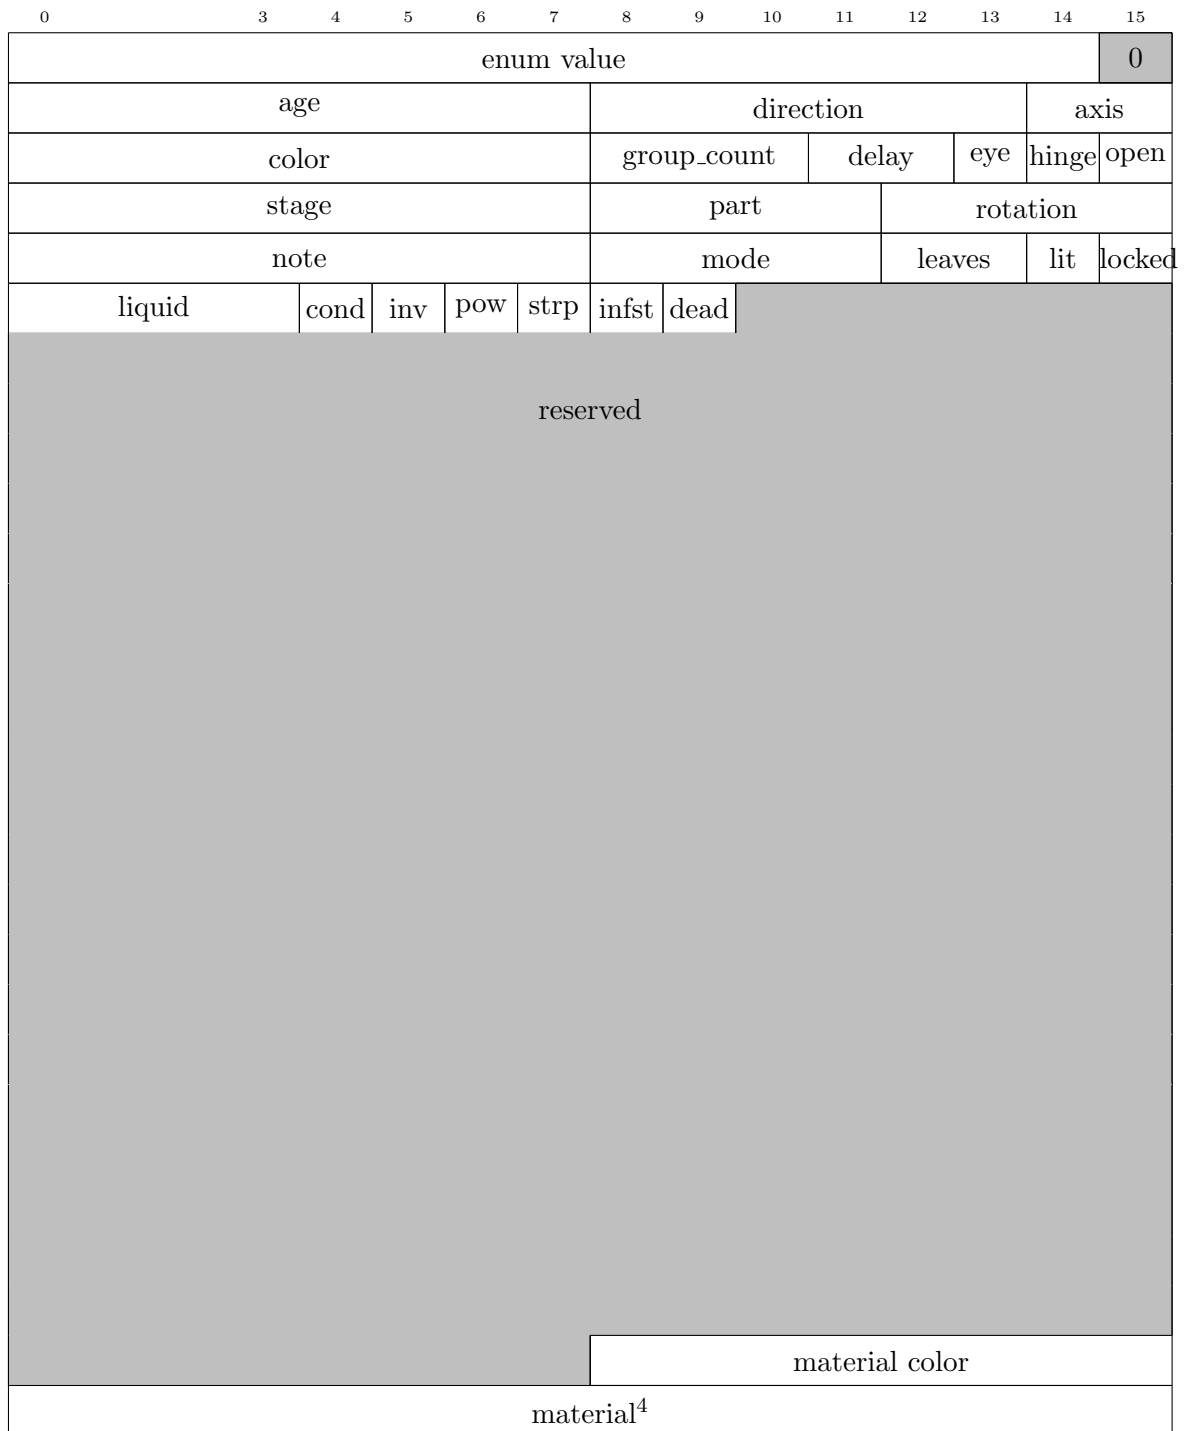 0 3 4 5 6 7 8 9 10 11 12 13 14 15
enum value 0
age direction axis
color group_count delay eye hinge open
stage part rotation
note mode leaves lit locked
liquid cond inv pow strp infst dead
reserved
material color
material⁴